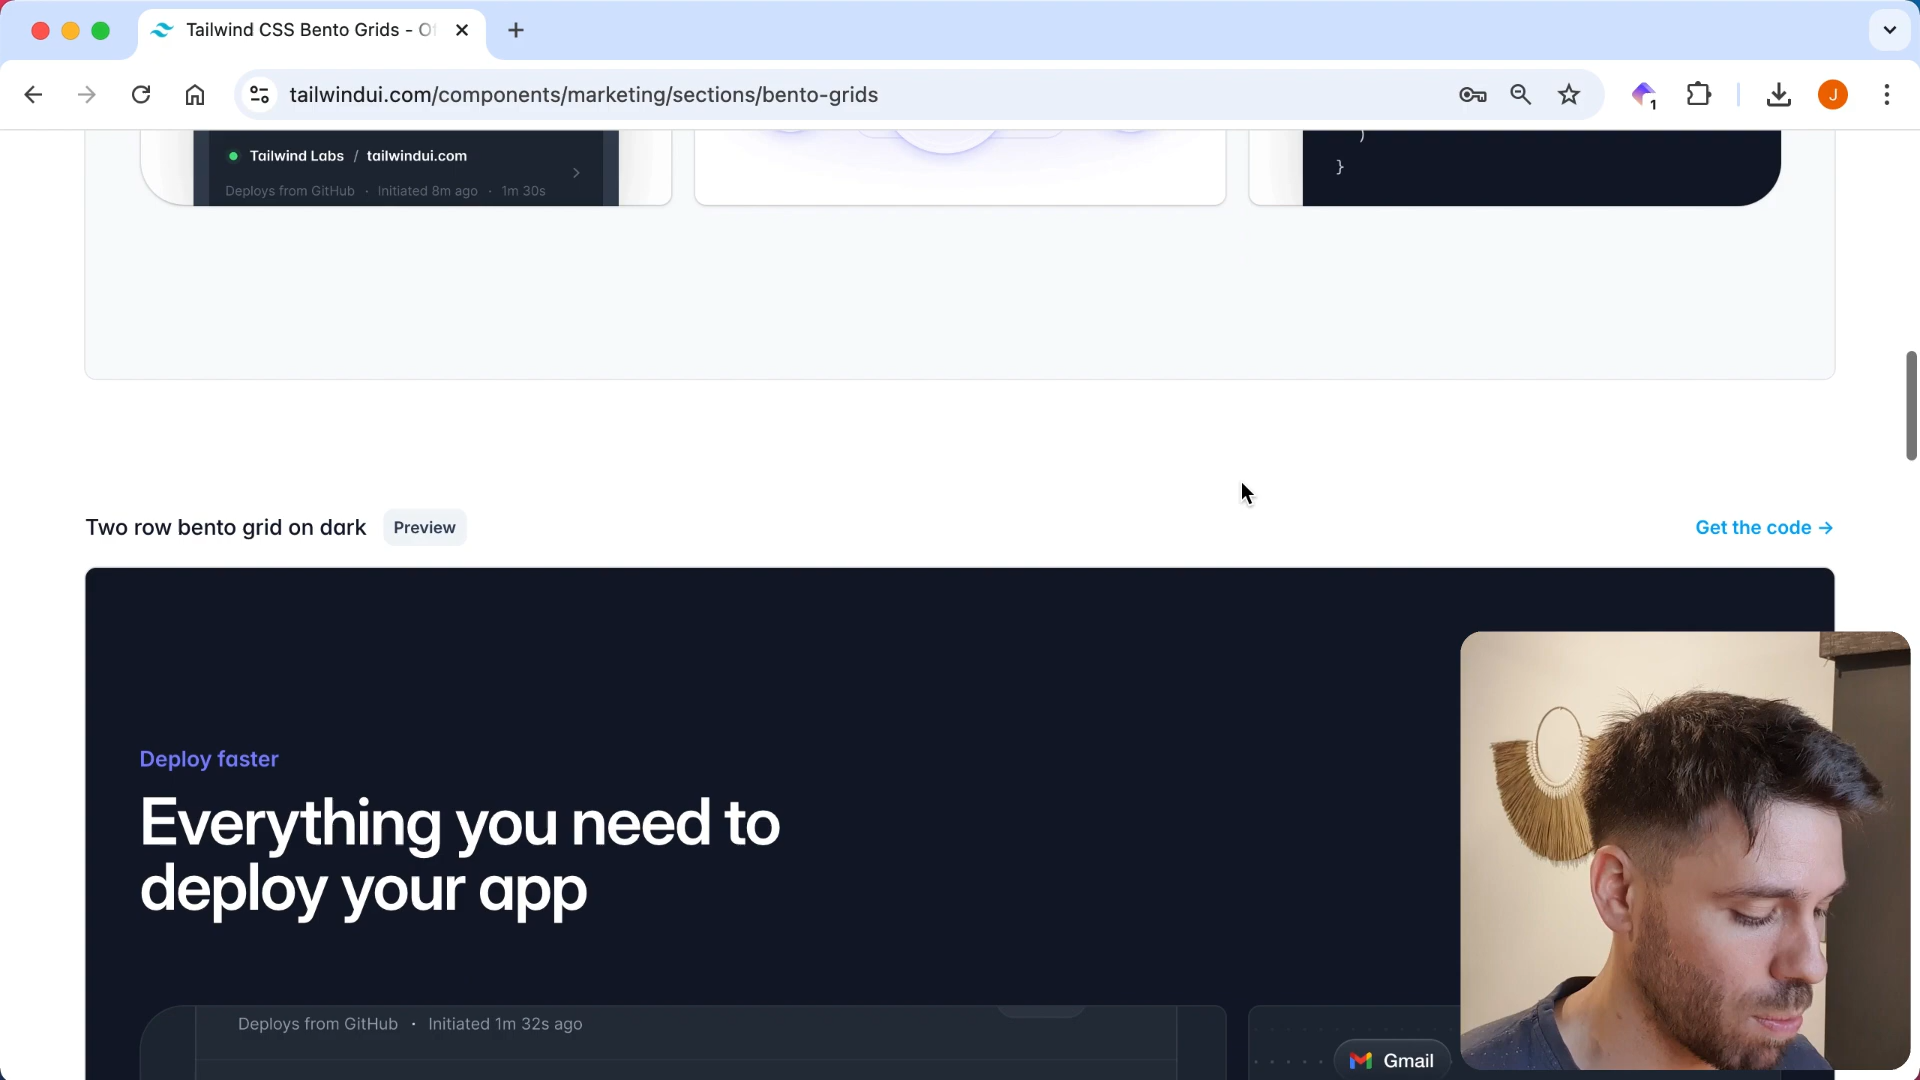 Tailwind CSS Bento Grids - Of
tailwindui.com/components/marketing/sections/bento-grids
1
J
Tailwind Labs / tailwindui.com
Deploys from GitHub · Initiated 8m ago · 1m 30s
)
}
Two row bento grid on dark
Preview
Get the code →
Deploy faster
Everything you need to
deploy your app
Deploys from GitHub · Initiated 1m 32s ago
Gmail